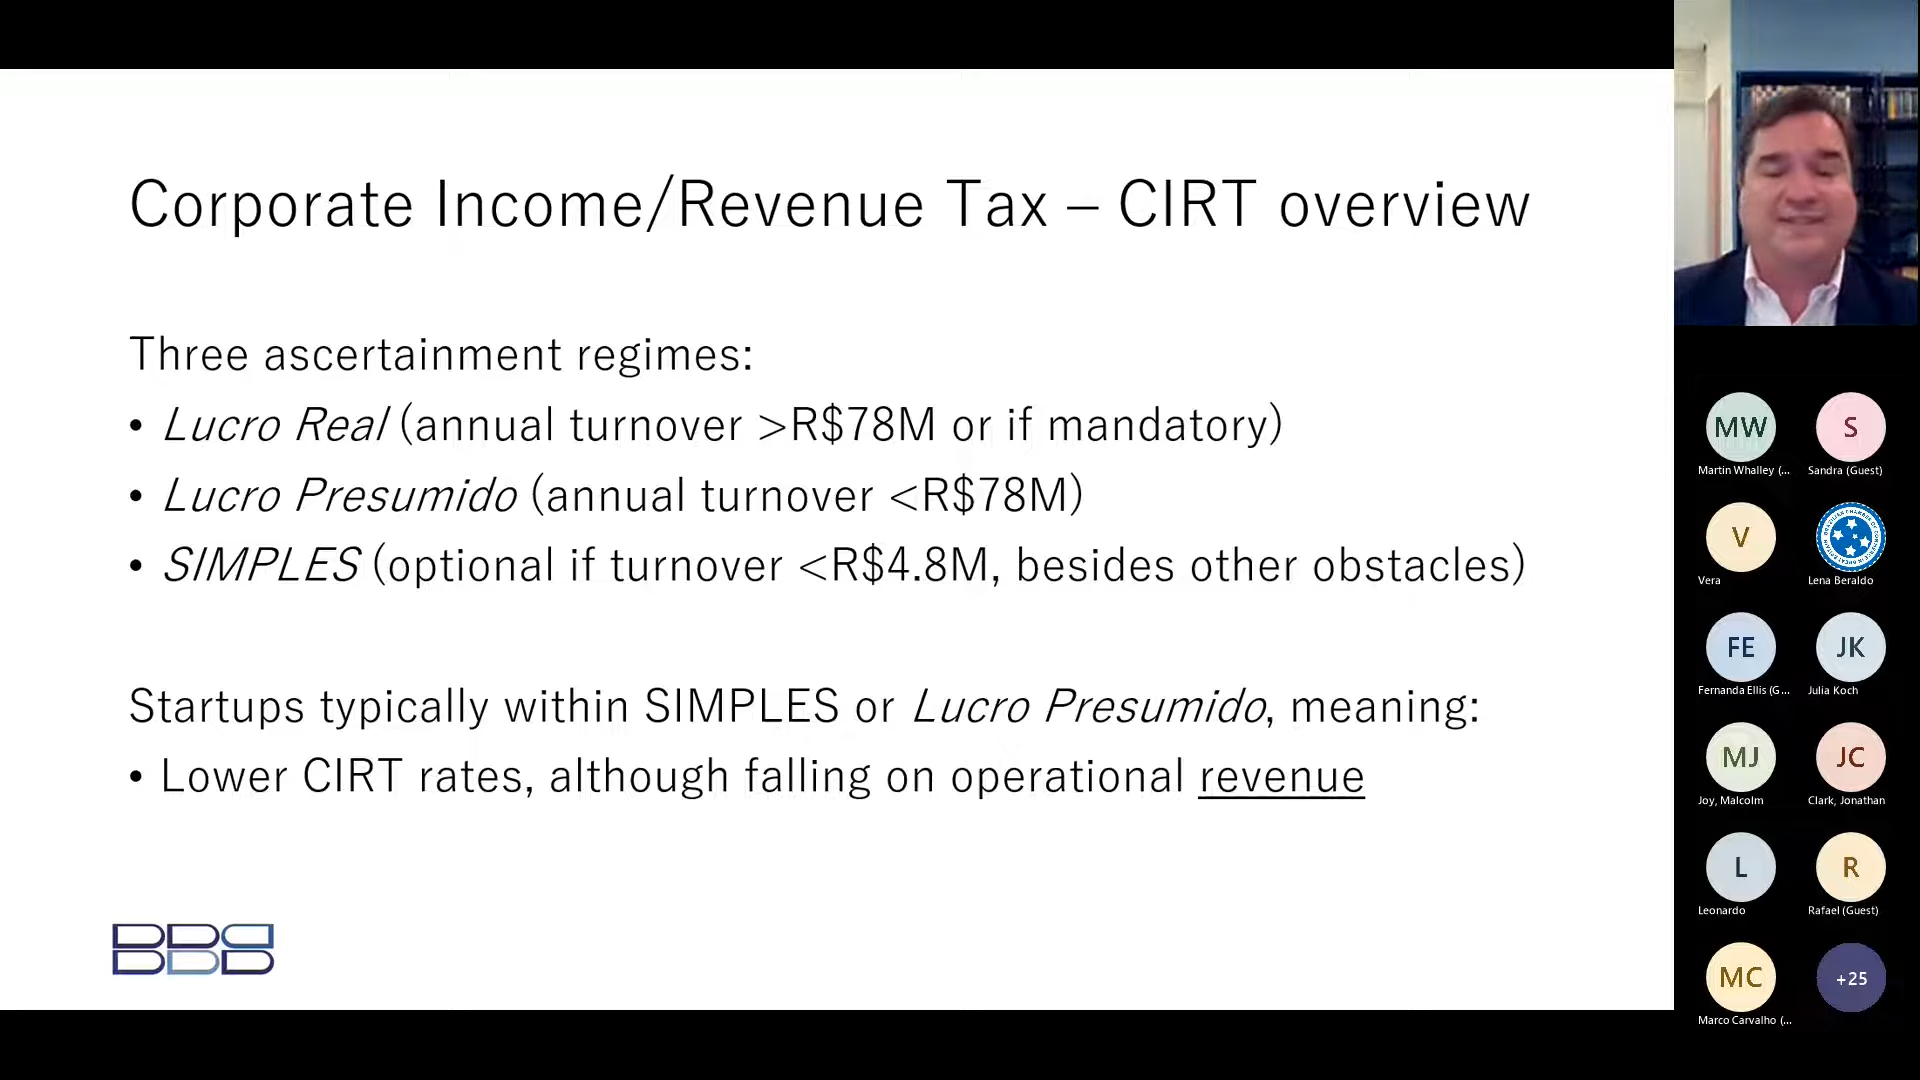 Corporate Income/Revenue Tax – CIRT overview
Three ascertainment regimes:
• Lucro Real (annual turnover >R$78M or if mandatory)
• Lucro Presumido (annual turnover <R$78M)
• SIMPLES (optional if turnover <R$4.8M, besides other obstacles)
Startups typically within SIMPLES or Lucro Presumido, meaning:
• Lower CIRT rates, although falling on operational revenue
MW
Martin Whalley (...
S
Sandra (Guest)
V
Vera
Lena Beraldo
FE
Fernanda Ellis (G...
JK
Julia Koch
MJ
Joy, Malcolm
JC
Clark, Jonathan
L
Leonardo
R
Rafael (Guest)
MC
Marco Carvalho (...
+25